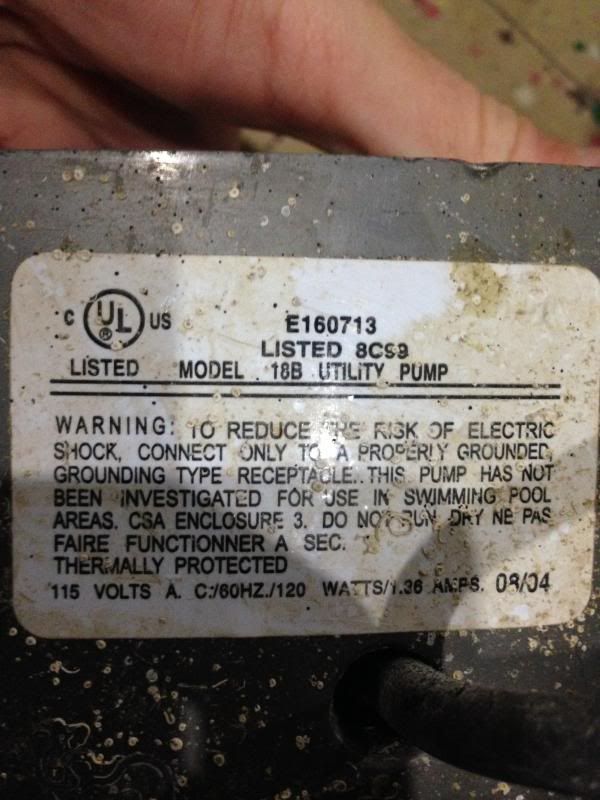 C UL ® US
E160713
LISTED 8C99
LISTED MODEL 18B UTILITY PUMP
WARNING: TO REDUCE THE RISK OF ELECTRIC
SHOCK, CONNECT ONLY TO A PROPERLY GROUNDED,
GROUNDING TYPE RECEPTACLE. THIS PUMP HAS NOT
BEEN INVESTIGATED FOR USE IN SWIMMING POOL
AREAS. CSA ENCLOSURE 3. DO NOT RUN DRY NE PAS
FAIRE FUNCTIONNER A SEC.
THERMALLY PROTECTED
115 VOLTS A. C:/60HZ./120 WATTS/1.36 AMPS. 08/04